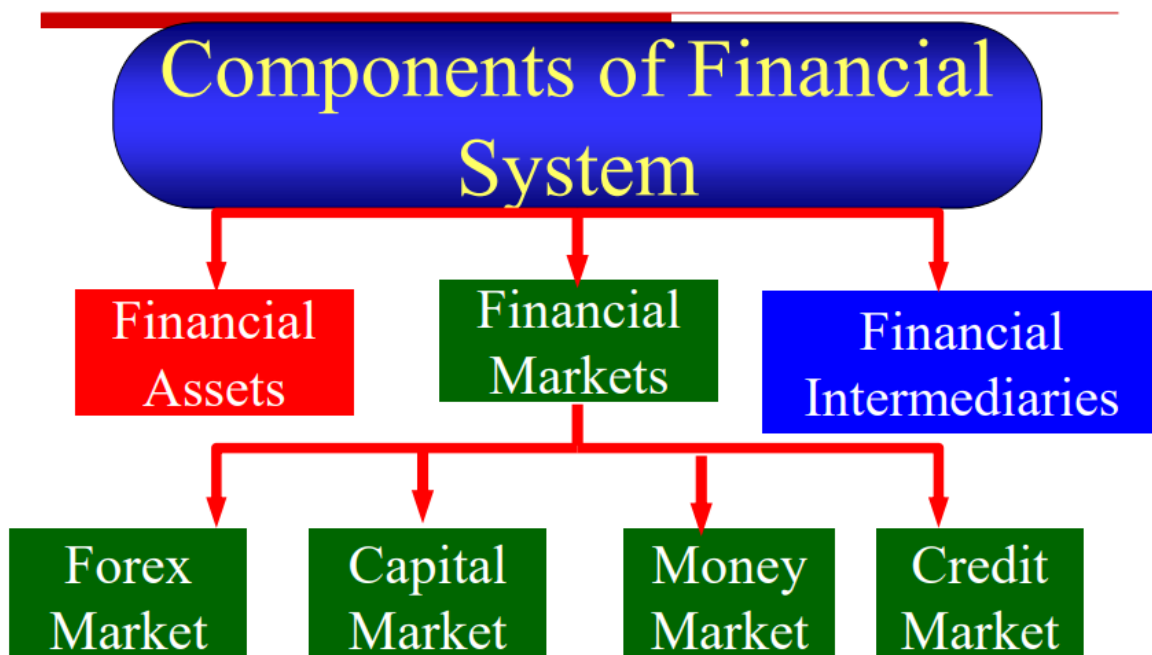 Components of Financial
System
Financial
Assets
Financial
Markets
Financial
Intermediaries
Forex
Market
Capital
Market
Money
Market
Credit
Market